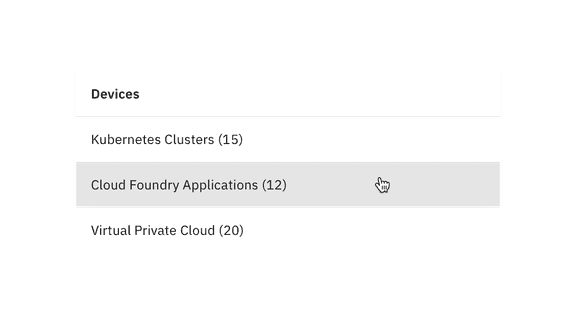 Devices
Kubernetes Clusters (15)
Cloud Foundry Applications (12)
Virtual Private Cloud (20)